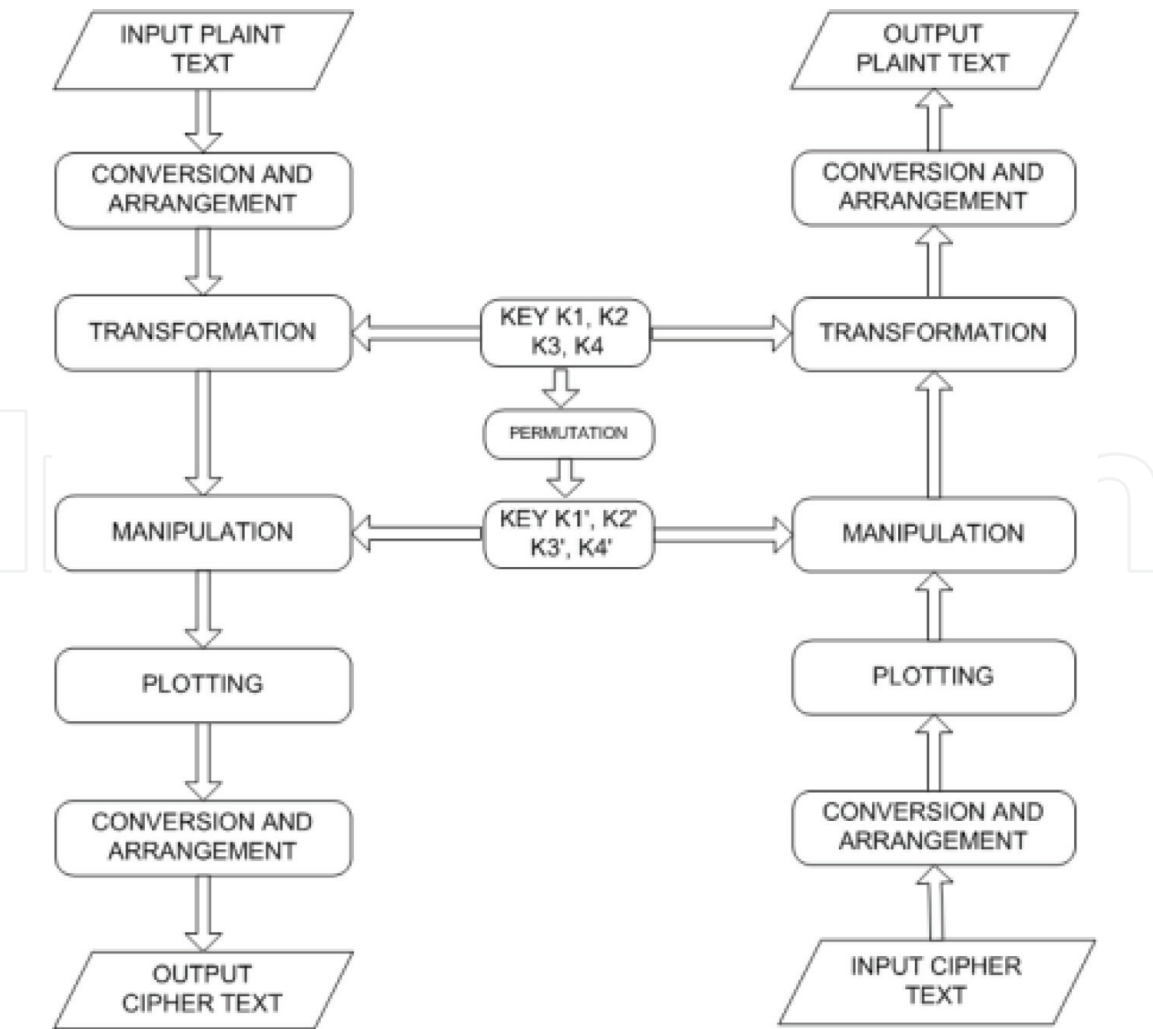 INPUT PLAINT
TEXT
CONVERSION AND
ARRANGEMENT
TRANSFORMATION
MANIPULATION
PLOTTING
CONVERSION AND
ARRANGEMENT
OUTPUT
CIPHER TEXT
KEY K1, K2
K3, K4
PERMUTATION
KEY K1', K2'
K3', K4'
OUTPUT
PLAINT TEXT
CONVERSION AND
ARRANGEMENT
TRANSFORMATION
MANIPULATION
PLOTTING
CONVERSION AND
ARRANGEMENT
INPUT CIPHER
TEXT